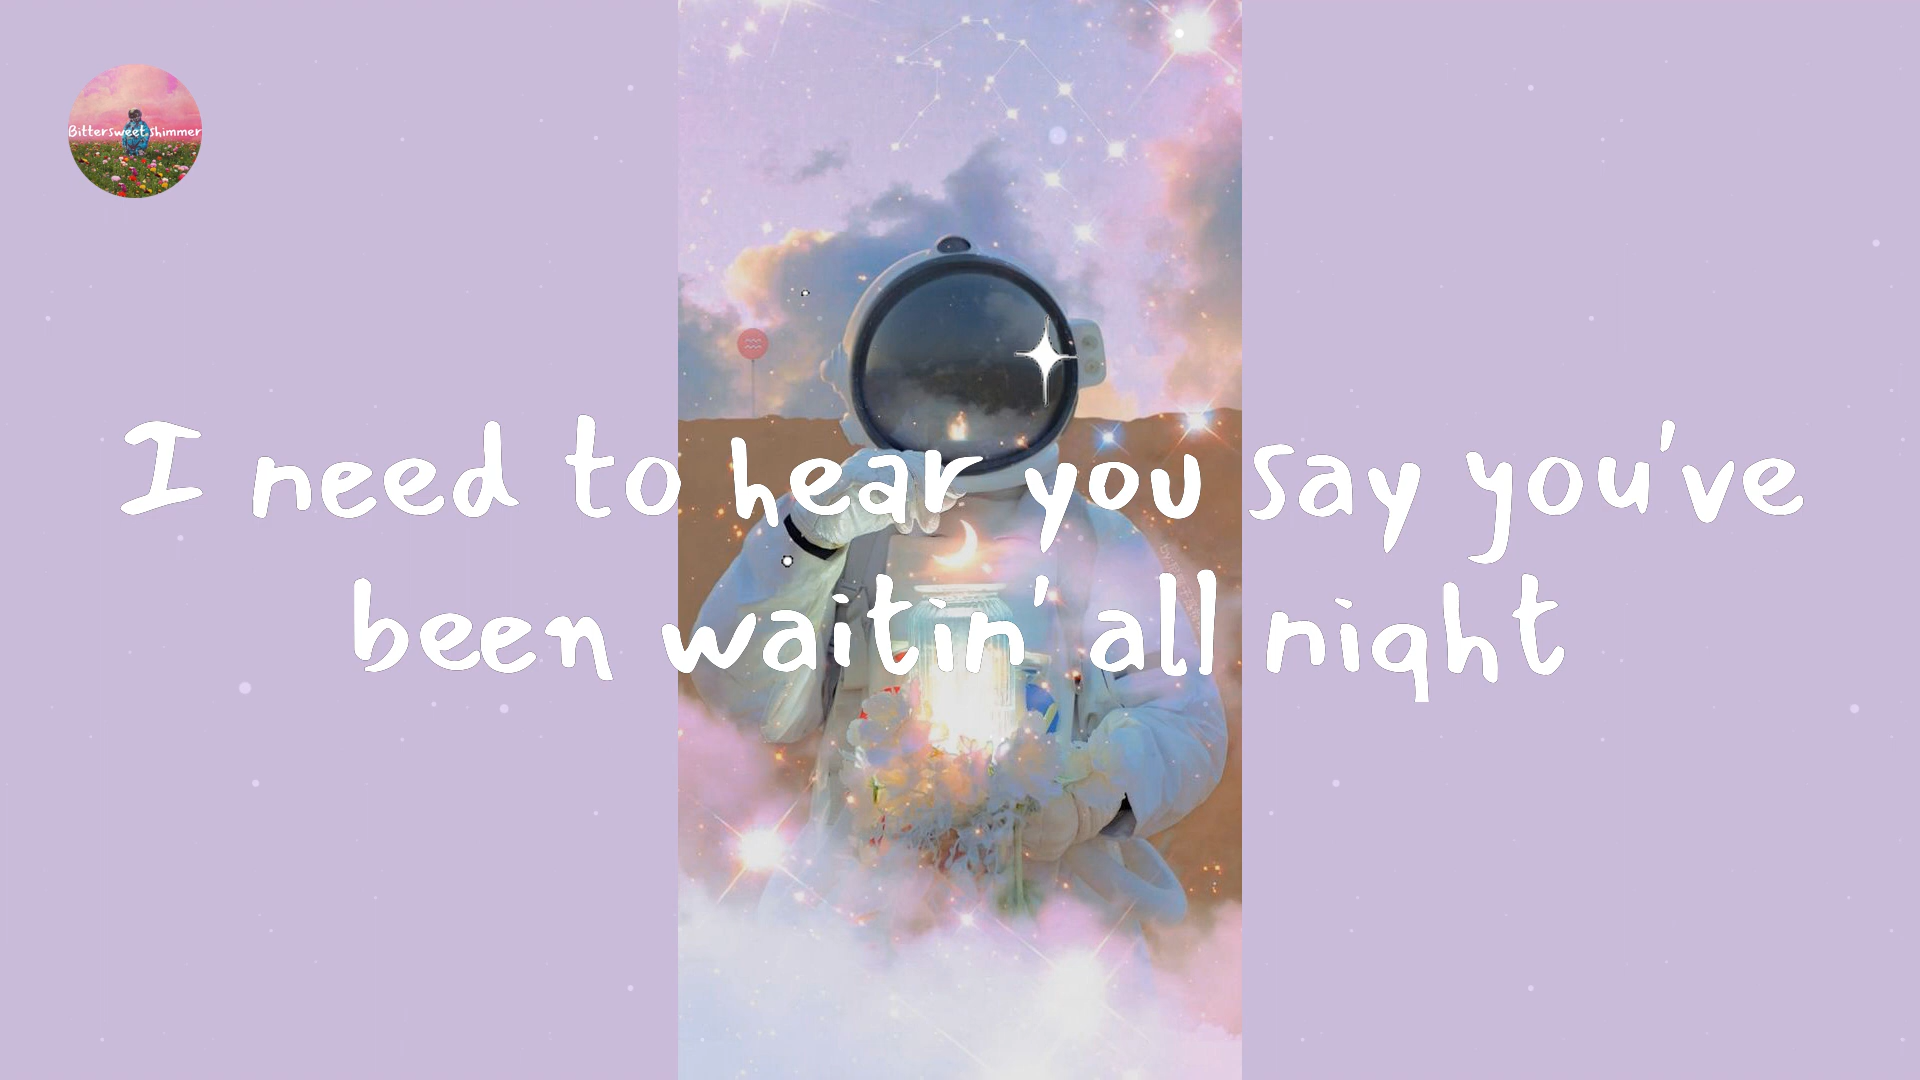 Bittersweet shimmer
I need to hear you say you've
been waitin' all night